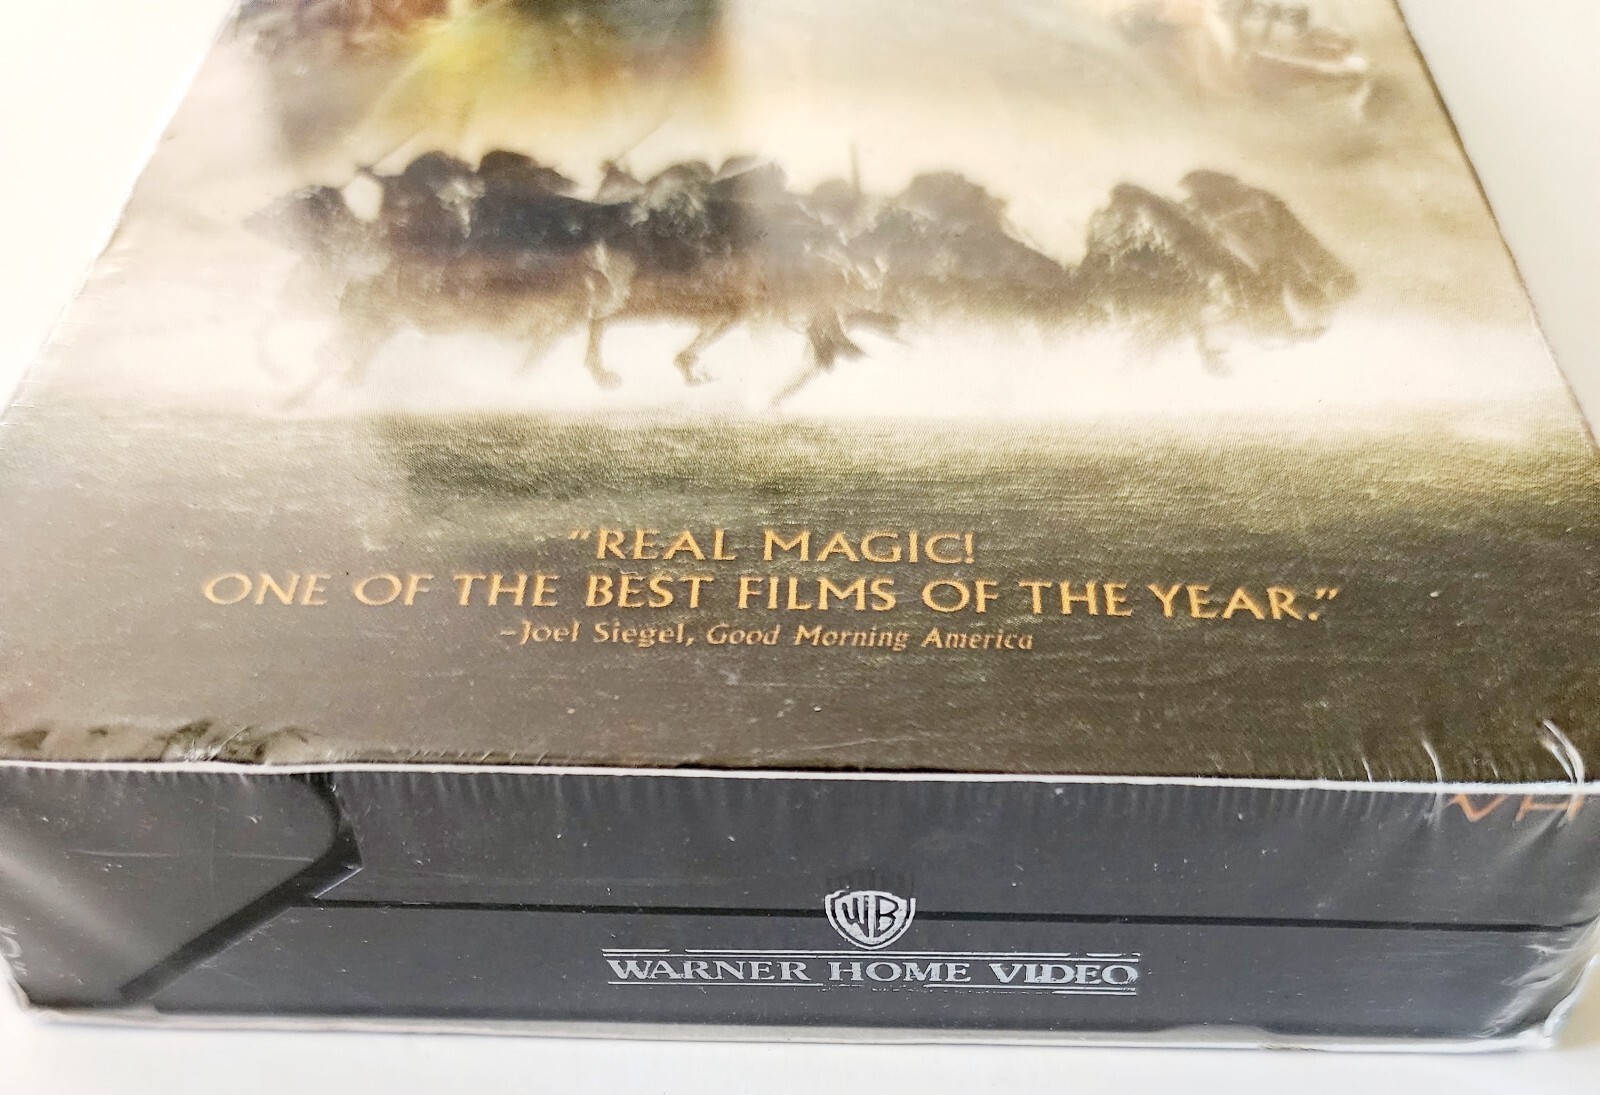 "REAL MAGIC!
ONE OF THE BEST FILMS OF THE YEAR."
–Joel Siegel, Good Morning America
VH
WB
WARNER HOME VIDEO